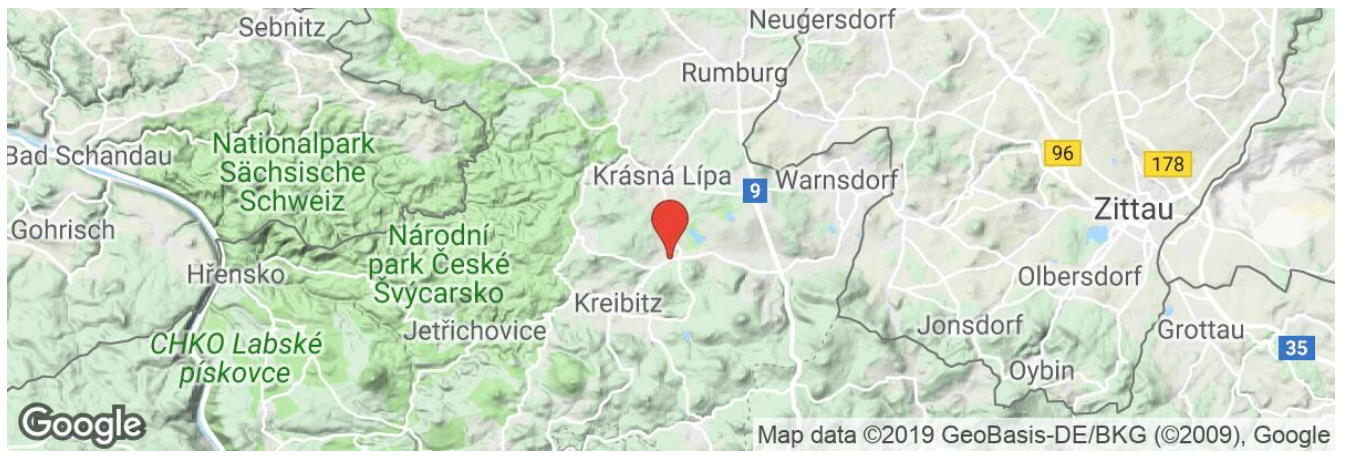 Neugersdorf
Sebnitz
Rumburg
Nationalpark
Sächsische
Schweiz
96
178
Bad Schandau
Krásná Lípa
9
Warnsdorf
Zittau
Gohrisch
Národní
park České
Švýcarsko
Hřensko
Olbersdorf
Kreibitz
Jetřichovice
Jonsdorf
Grottau
CHKO Labské
pískovce
35
Oybin
Google
Map data ©2019 GeoBasis-DE/BKG (©2009), Google